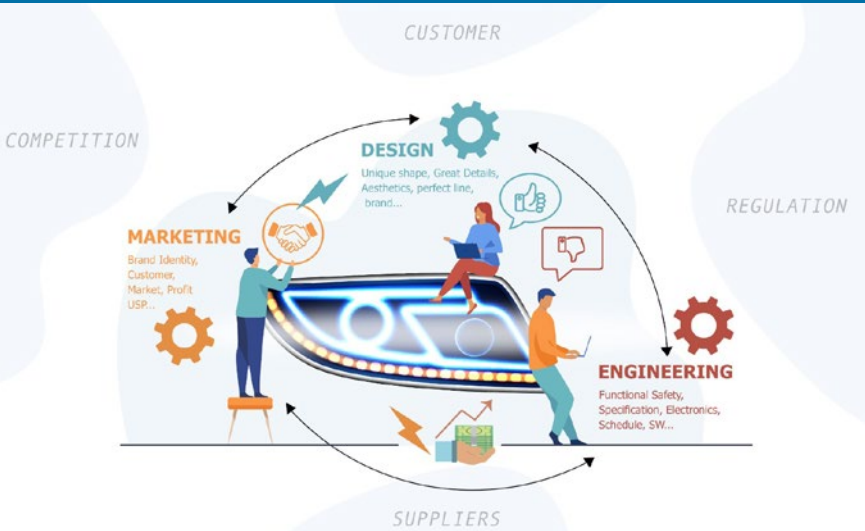 CUSTOMER
COMPETITION
DESIGN
Unique shape, Great Details,
Aesthetics, perfect line,
brand...
REGULATION
MARKETING
Brand Identity,
Customer,
Market, Profit
USP...
ENGINEERING
Functional Safety,
Specification, Electronics,
Schedule, SW...
SUPPLIERS